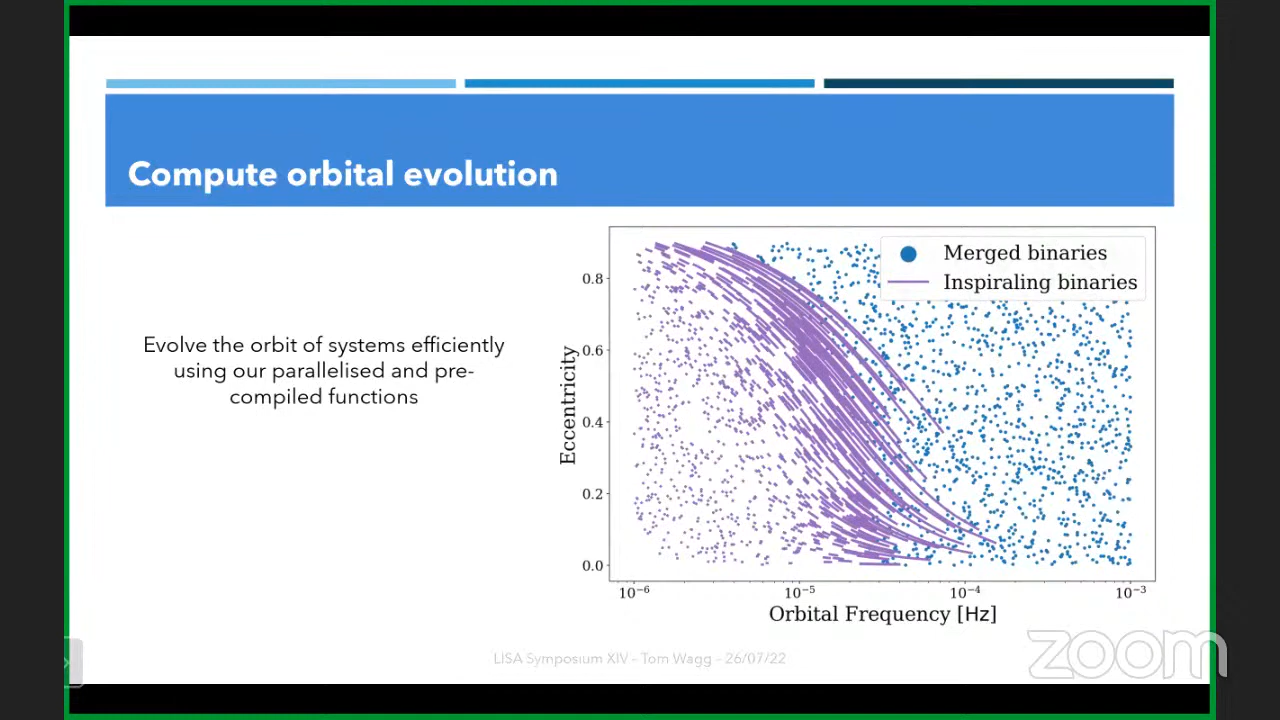 Compute orbital evolution
Evolve the orbit of systems efficiently
using our parallelised and pre-
compiled functions
Merged binaries
Inspiraling binaries
Eccentricity
0.8
0.6
0.4
0.2
0.0
10⁻⁶
10⁻⁵
10⁻⁴
10⁻³
Orbital Frequency [Hz]
LISA Symposium XIV – Tom Wagg – 26/07/22
zoom